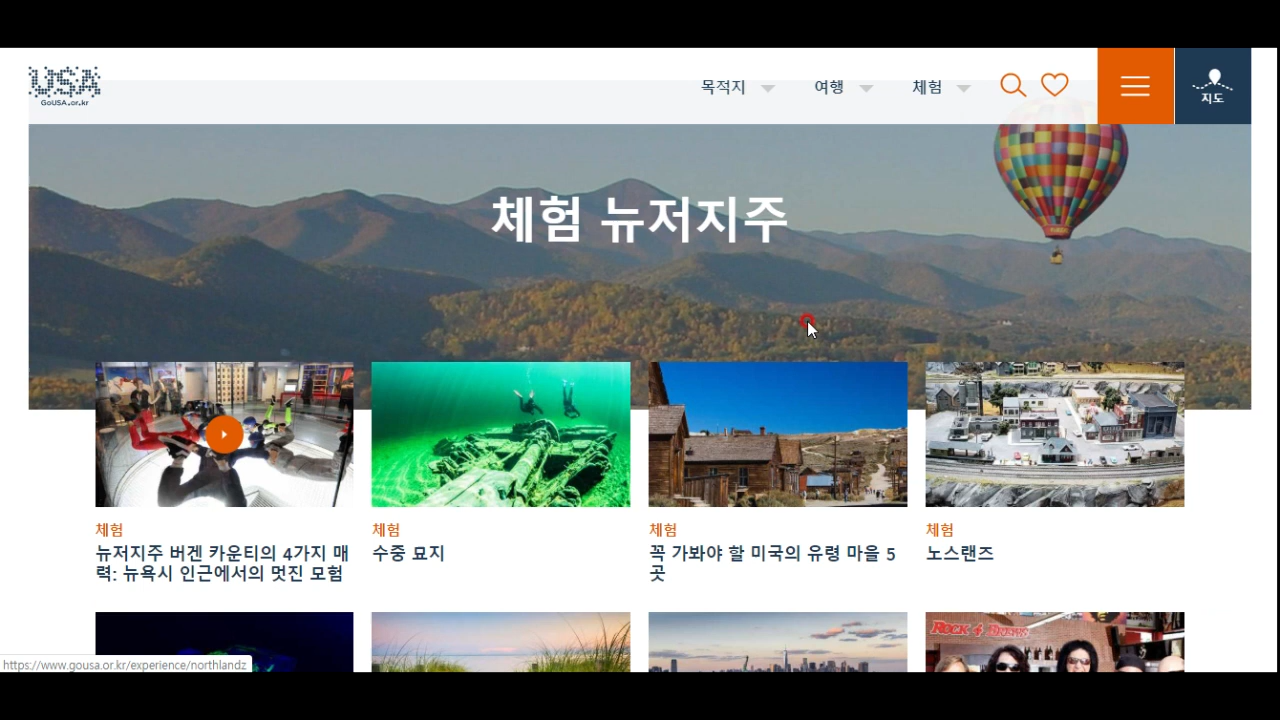 USA
GoUSA.or.kr
목적지
여행
체험
지도
체험 뉴저지주
체험
뉴저지주 버겐 카운티의 4가지 매
력: 뉴욕시 인근에서의 멋진 모험
체험
수중 묘지
체험
꼭 가봐야 할 미국의 유령 마을 5
곳
체험
노스랜즈
ROCK & BREWS
https://www.gousa.or.kr/experience/northlandz